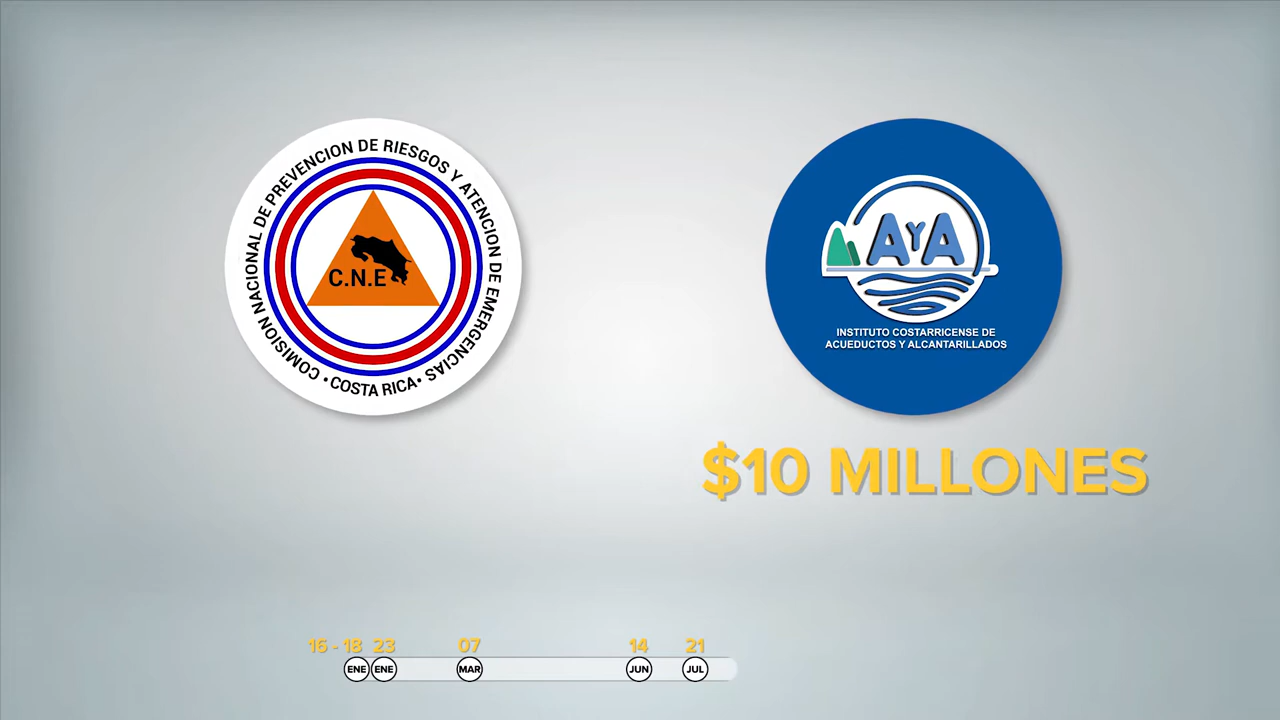 COMISION NACIONAL DE PREVENCION DE RIESGOS Y ATENCION DE EMERGENCIAS
• COSTA RICA •
C.N.E
AYA
INSTITUTO COSTARRICENSE DE
ACUEDUCTOS Y ALCANTARILLADOS
$10 MILLONES
16 - 18 23 07 14 21
ENE ENE MAR JUN JUL